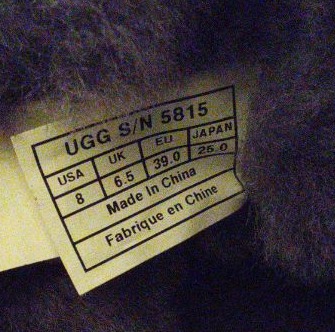 UGG S/N 5815
USA UK EU JAPAN
8 6.5 39.0 25.0
Made In China
Fabrique en Chine